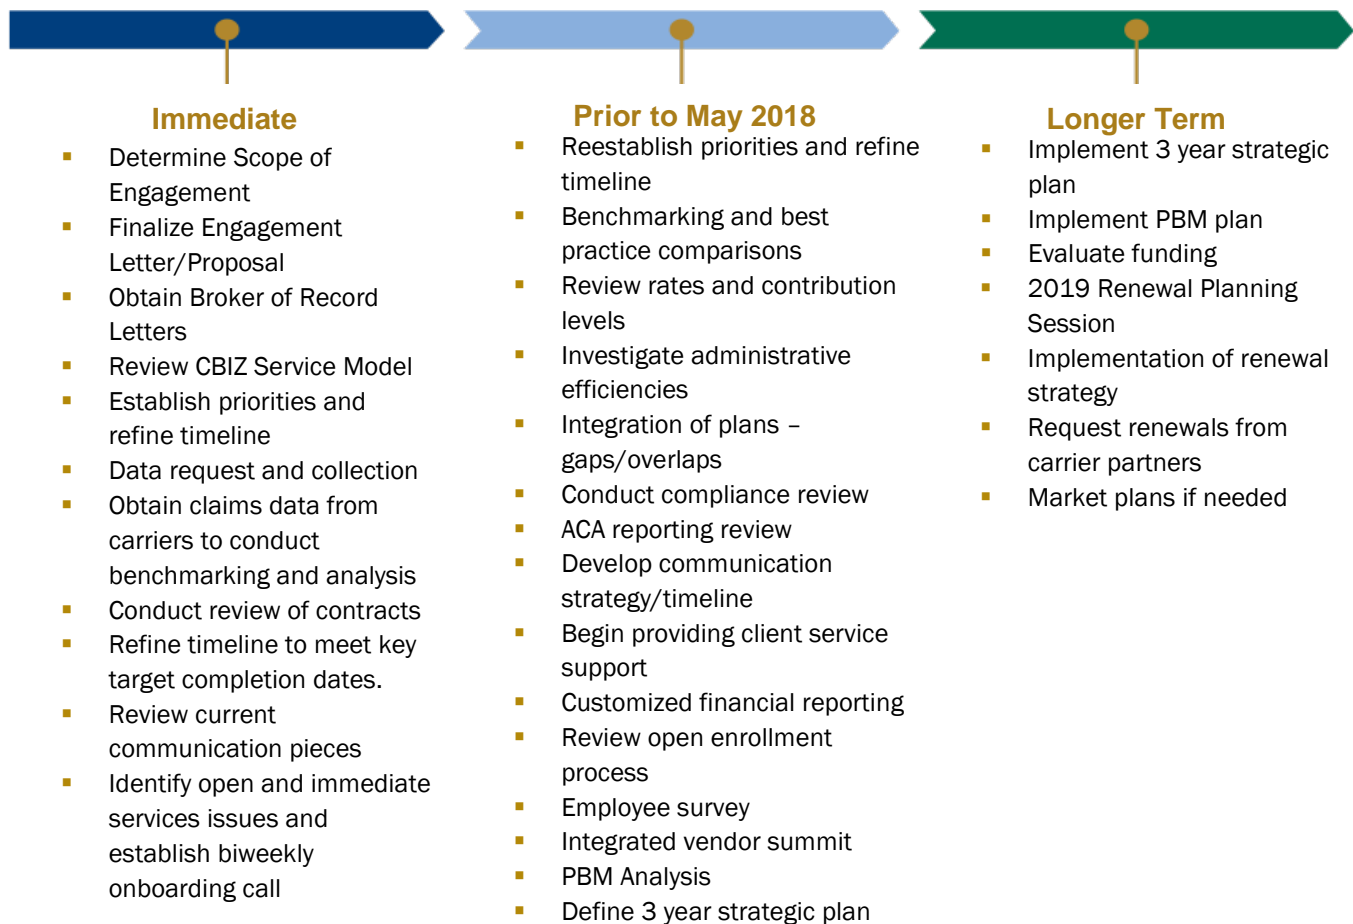 Immediate
▪ Determine Scope of
Engagement
▪ Finalize Engagement
Letter/Proposal
▪ Obtain Broker of Record
Letters
▪ Review CBIZ Service Model
▪ Establish priorities and
refine timeline
▪ Data request and collection
▪ Obtain claims data from
carriers to conduct
benchmarking and analysis
▪ Conduct review of contracts
▪ Refine timeline to meet key
target completion dates.
▪ Review current
communication pieces
▪ Identify open and immediate
services issues and
establish biweekly
onboarding call
Prior to May 2018
▪ Reestablish priorities and refine
timeline
▪ Benchmarking and best
practice comparisons
▪ Review rates and contribution
levels
▪ Investigate administrative
efficiencies
▪ Integration of plans –
gaps/overlaps
▪ Conduct compliance review
▪ ACA reporting review
▪ Develop communication
strategy/timeline
▪ Begin providing client service
support
▪ Customized financial reporting
▪ Review open enrollment
process
▪ Employee survey
▪ Integrated vendor summit
▪ PBM Analysis
▪ Define 3 year strategic plan
Longer Term
▪ Implement 3 year strategic
plan
▪ Implement PBM plan
▪ Evaluate funding
▪ 2019 Renewal Planning
Session
▪ Implementation of renewal
strategy
▪ Request renewals from
carrier partners
▪ Market plans if needed